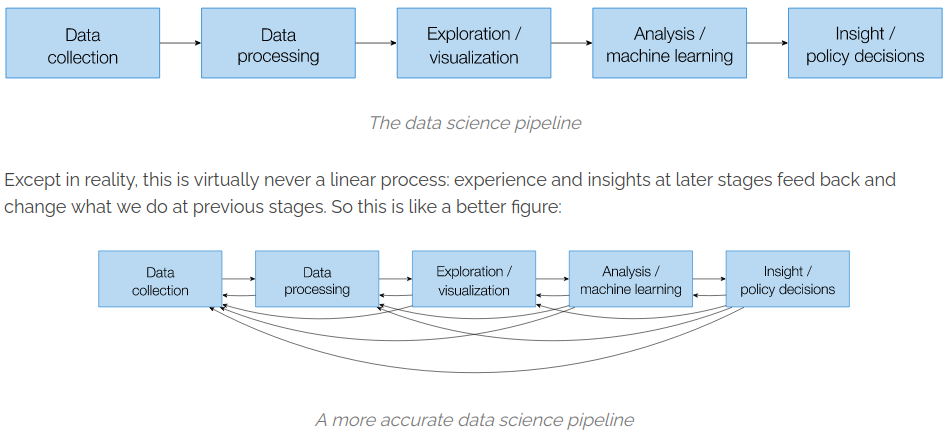 Data
collection
Data
processing
Exploration /
visualization
Analysis /
machine learning
Insight /
policy decisions
The data science pipeline
Except in reality, this is virtually never a linear process: experience and insights at later stages feed back and
change what we do at previous stages. So this is like a better figure:
Data
collection
Data
processing
Exploration /
visualization
Analysis /
machine learning
Insight /
policy decisions
A more accurate data science pipeline